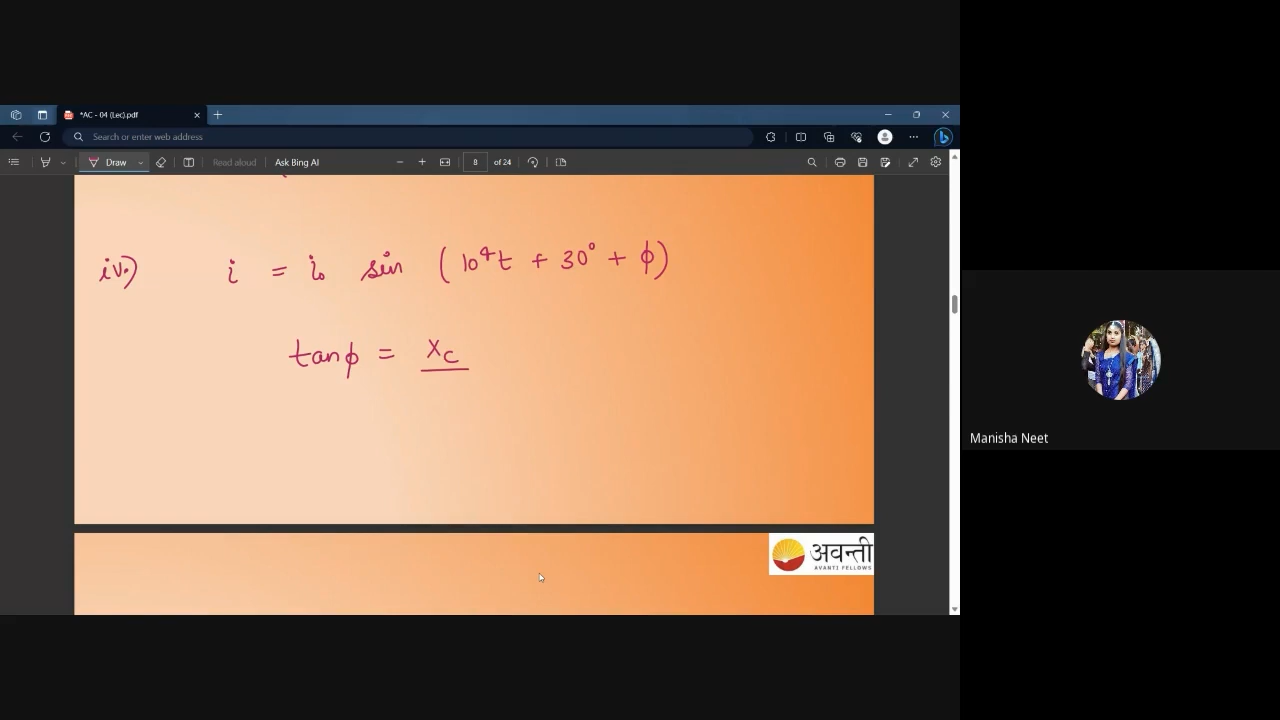 *AC - 04 (Lec).pdf
Search or enter web address
Draw
Read aloud
Ask Bing AI
8 of 24
iv.) i = i₀ sin (10⁴t + 30° + ϕ)
tanϕ = X_C
Manisha Neet
अवन्ती
AVANTI FELLOWS